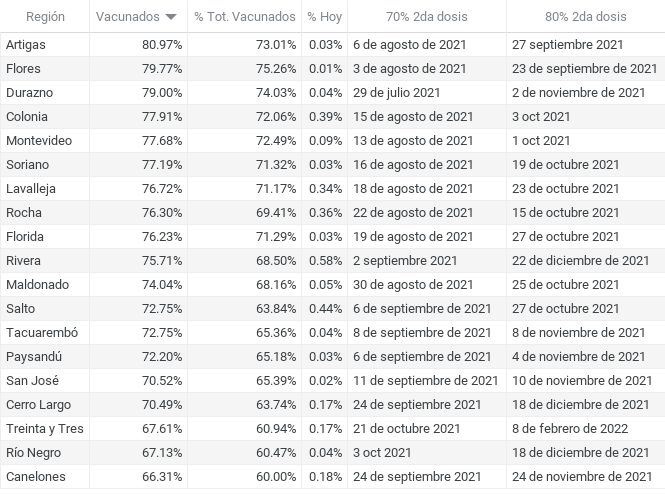 Región Vacunados % Tot. Vacunados % Hoy 70% 2da dosis 80% 2da dosis
Artigas 80.97% 73.01% 0.03% 6 de agosto de 2021 27 septiembre 2021
Flores 79.77% 75.26% 0.01% 3 de agosto de 2021 23 de septiembre de 2021
Durazno 79.00% 74.03% 0.04% 29 de julio 2021 2 de noviembre de 2021
Colonia 77.91% 72.06% 0.39% 15 de agosto de 2021 3 oct 2021
Montevideo 77.68% 72.49% 0.09% 13 de agosto de 2021 1 oct 2021
Soriano 77.19% 71.32% 0.03% 16 de agosto de 2021 19 de octubre 2021
Lavalleja 76.72% 71.17% 0.34% 18 de agosto de 2021 23 de octubre 2021
Rocha 76.30% 69.41% 0.36% 22 de agosto de 2021 15 de octubre 2021
Florida 76.23% 71.29% 0.03% 19 de agosto de 2021 27 de octubre 2021
Rivera 75.71% 68.50% 0.58% 2 septiembre 2021 22 de diciembre de 2021
Maldonado 74.04% 68.16% 0.05% 30 de agosto de 2021 25 de octubre 2021
Salto 72.75% 63.84% 0.44% 6 de septiembre de 2021 27 de octubre 2021
Tacuarembó 72.75% 65.36% 0.04% 8 de septiembre de 2021 8 de noviembre de 2021
Paysandú 72.20% 65.18% 0.03% 6 de septiembre de 2021 4 de noviembre de 2021
San José 70.52% 65.39% 0.02% 11 de septiembre de 2021 10 de noviembre de 2021
Cerro Largo 70.49% 63.74% 0.17% 24 de septiembre de 2021 18 de diciembre de 2021
Treinta y Tres 67.61% 60.94% 0.17% 21 de octubre 2021 8 de febrero de 2022
Río Negro 67.13% 60.47% 0.04% 3 oct 2021 18 de diciembre de 2021
Canelones 66.31% 60.00% 0.18% 24 de septiembre de 2021 24 de noviembre de 2021